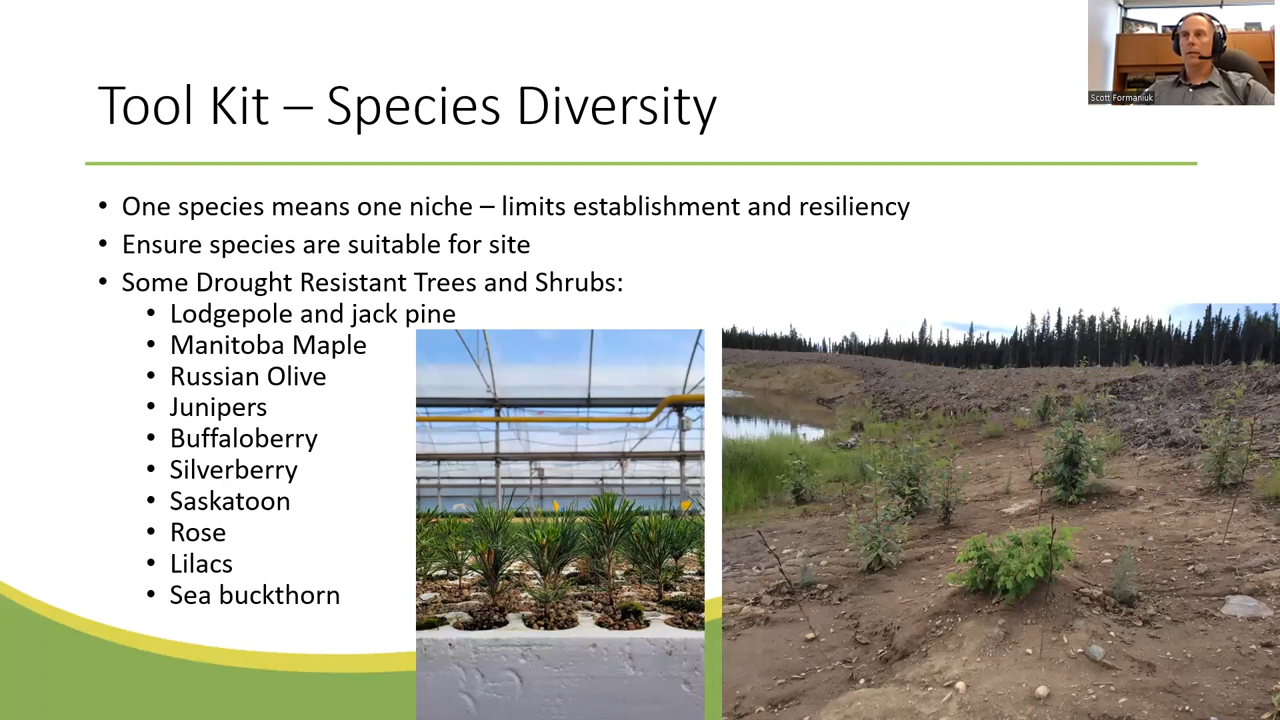 Scott Formaniuk
Tool Kit – Species Diversity
• One species means one niche – limits establishment and resiliency
• Ensure species are suitable for site
• Some Drought Resistant Trees and Shrubs:
• Lodgepole and jack pine
• Manitoba Maple
• Russian Olive
• Junipers
• Buffaloberry
• Silverberry
• Saskatoon
• Rose
• Lilacs
• Sea buckthorn